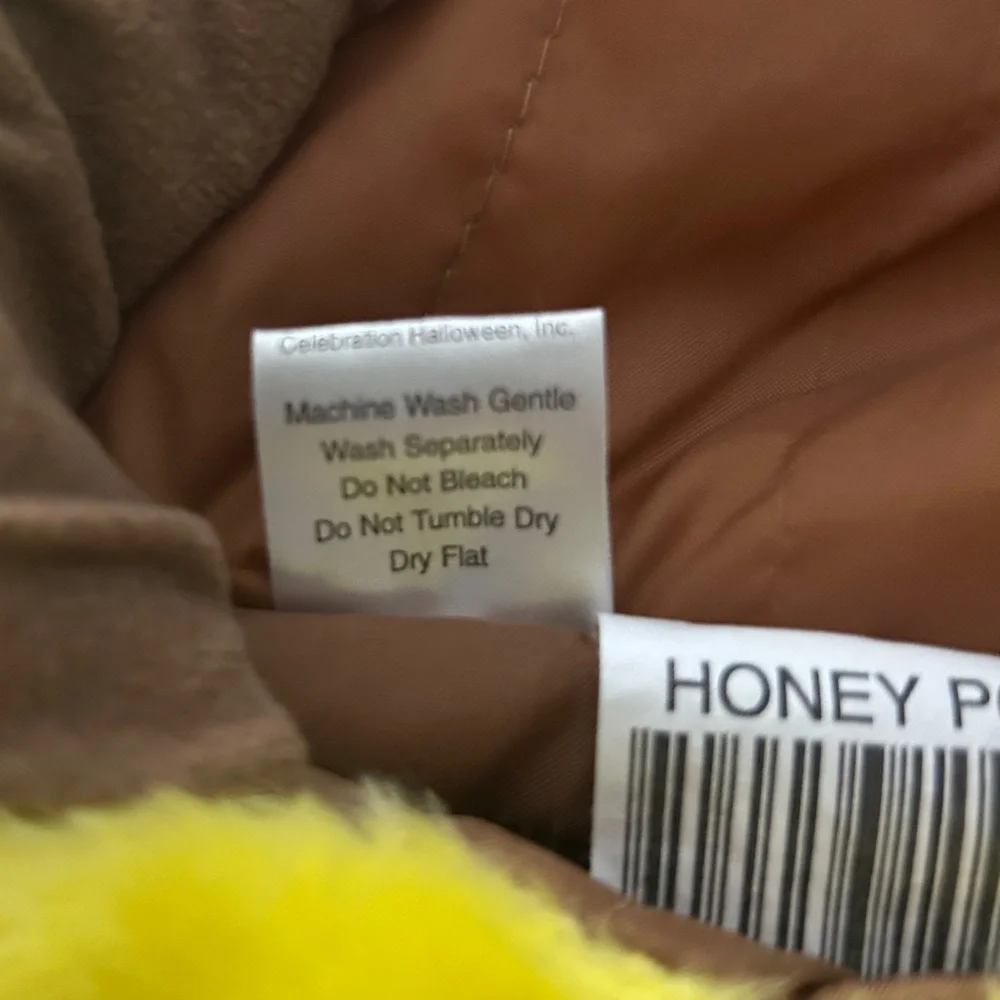 Celebration Halloween, Inc.
Machine Wash Gentle
Wash Separately
Do Not Bleach
Do Not Tumble Dry
Dry Flat
HONEY